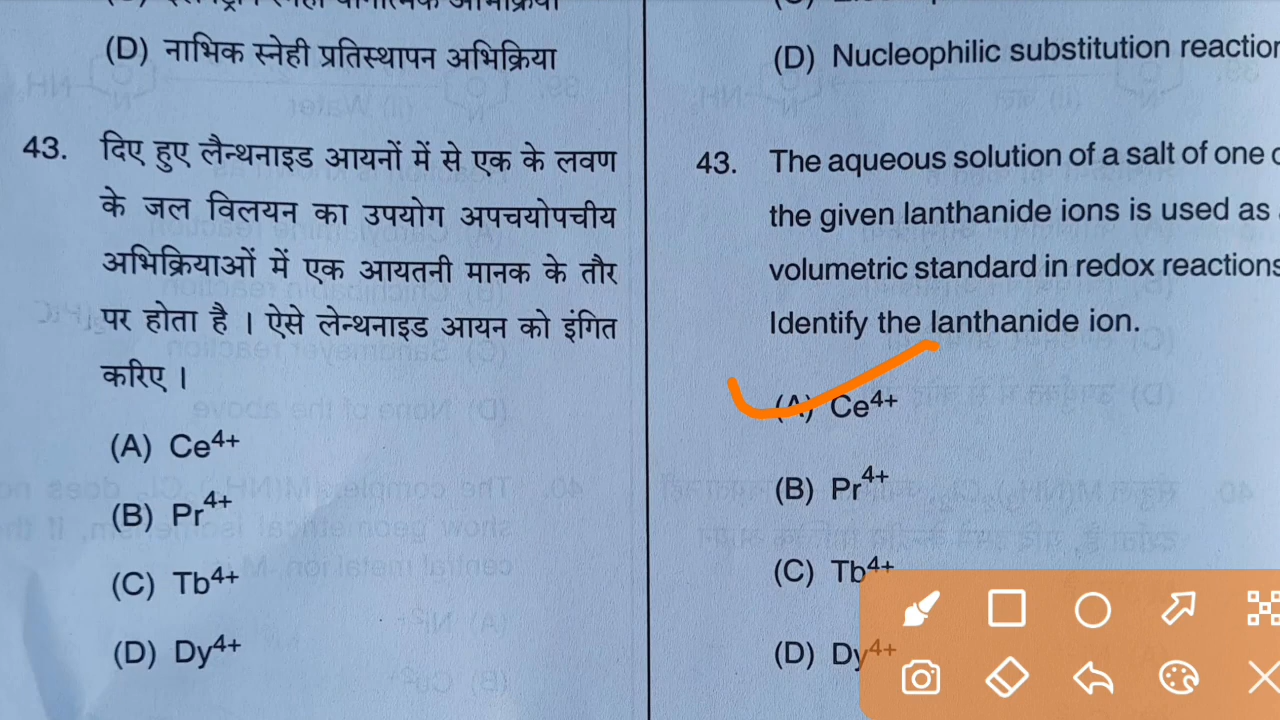 (D) नाभिक स्नेही प्रतिस्थापन अभिक्रिया
43. दिए हुए लैन्थनाइड आयनों में से एक के लवण
के जल विलयन का उपयोग अपचयोपचीय
अभिक्रियाओं में एक आयतनी मानक के तौर
पर होता है । ऐसे लेन्थनाइड आयन को इंगित
करिए ।
(A) Ce4+
(B) Pr4+
(C) Tb4+
(D) Dy4+
(D) Nucleophilic substitution reaction
43. The aqueous solution of a salt of one
the given lanthanide ions is used as
volumetric standard in redox reactions
Identify the lanthanide ion.
(A) Ce4+
(B) Pr4+
(C) Tb4+
(D) Dy4+